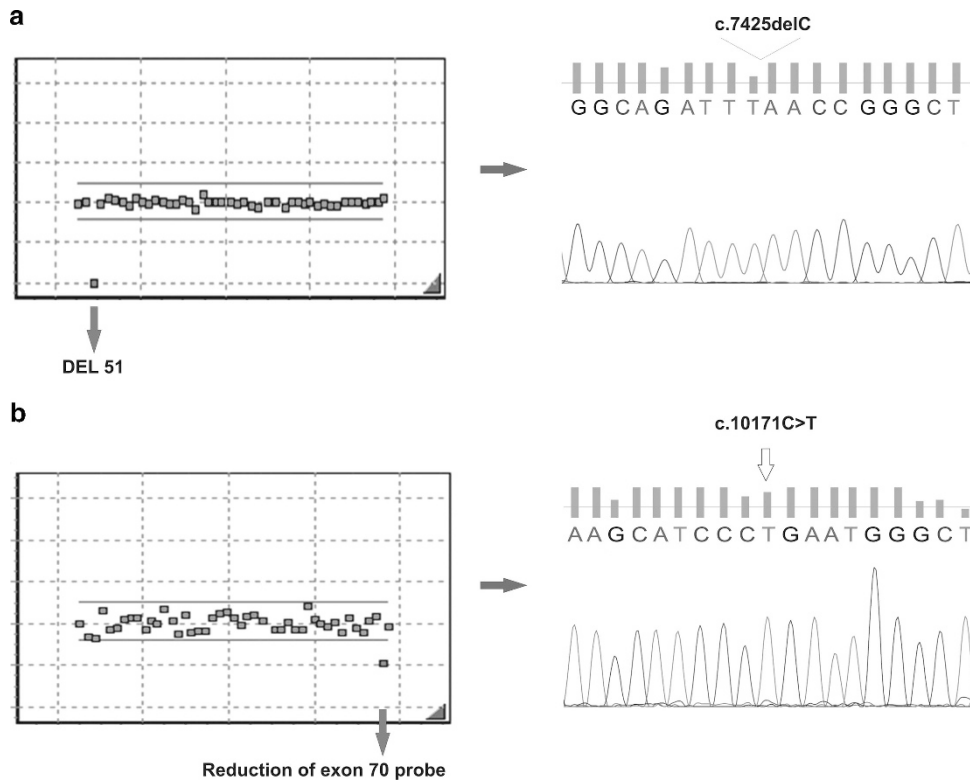 a
c.7425delC
GGCAGATTTAACCGGGCT
DEL 51
b
c.10171C>T
AAGCATCCCTGAATGGGCT
Reduction of exon 70 probe